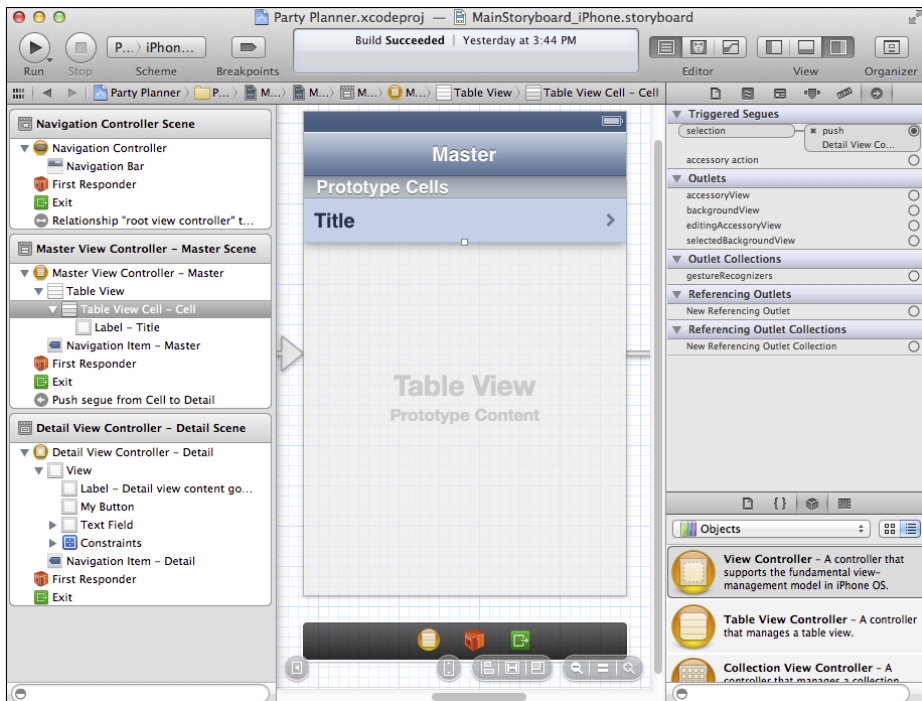 Party Planner.xcodeproj — MainStoryboard_iPhone.storyboard
Build Succeeded | Yesterday at 3:44 PM
P...〉iPhon...
Run Stop Scheme Breakpoints Editor View Organizer
Party Planner 〉 P...〉 M...〉 M...〉 M...〉 M...〉 Table View 〉 Table View Cell – Cell
Navigation Controller Scene
Navigation Controller
Navigation Bar
First Responder
Exit
Relationship "root view controller" t...
Master View Controller – Master Scene
Master View Controller – Master
Table View
Table View Cell – Cell
Label – Title
Navigation Item – Master
First Responder
Exit
Push segue from Cell to Detail
Detail View Controller – Detail Scene
Detail View Controller – Detail
View
Label – Detail view content go...
My Button
Text Field
Constraints
Navigation Item – Detail
First Responder
Exit
Master
Prototype Cells
Title
Table View
Prototype Content
Triggered Segues
selection push
Detail View Co...
accessory action
Outlets
accessoryView
backgroundView
editingAccessoryView
selectedBackgroundView
Outlet Collections
gestureRecognizers
Referencing Outlets
New Referencing Outlet
Referencing Outlet Collections
New Referencing Outlet Collection
{ }
Objects
View Controller – A controller that
supports the fundamental view-
management model in iPhone OS.
Table View Controller – A controller
that manages a table view.
Collection View Controller – A
controller that manages a collection